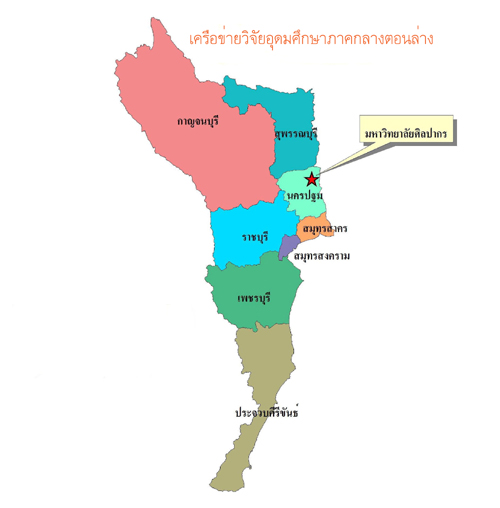 เครือข่ายวิจัยอุดมศึกษาภาคกลางตอนล่าง
กาญจนบุรี
สุพรรณบุรี
มหาวิทยาลัยศิลปากร
นครปฐม
สมุทรสาคร
ราชบุรี
สมุทรสงคราม
เพชรบุรี
ประจวบคีรีขันธ์